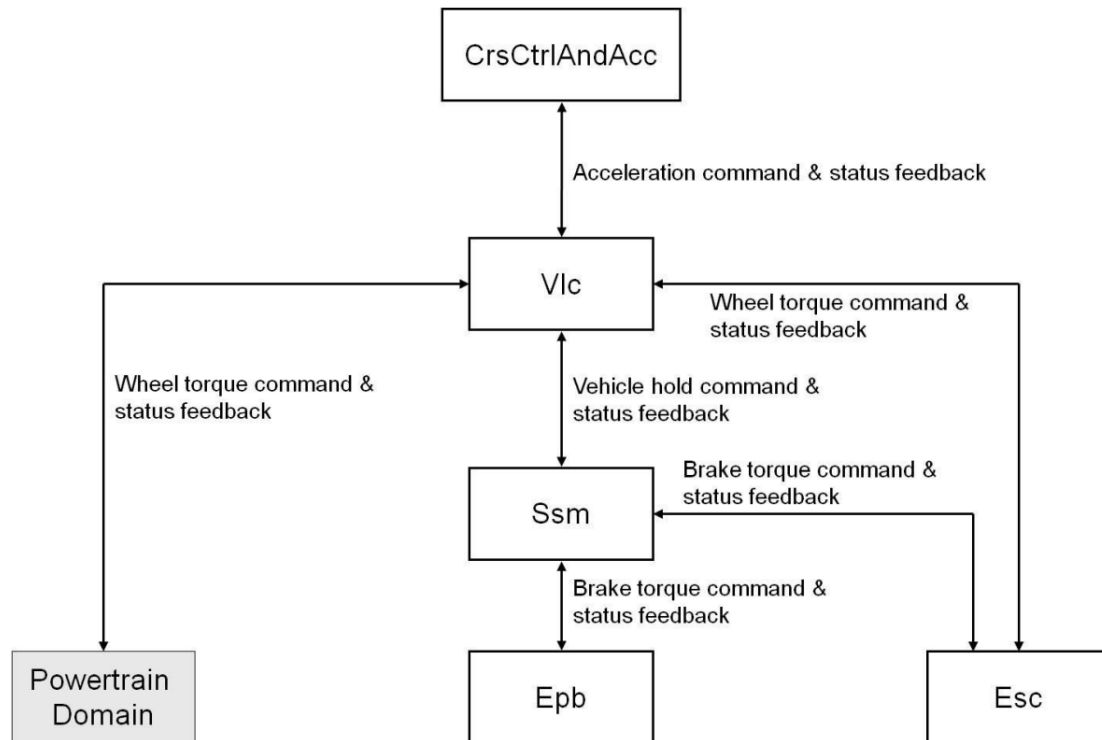 CrsCtrlAndAcc
Acceleration command & status feedback
Vlc
Wheel torque command &
status feedback
Wheel torque command &
status feedback
Vehicle hold command &
status feedback
Brake torque command &
status feedback
Ssm
Brake torque command &
status feedback
Powertrain
Domain
Epb
Esc